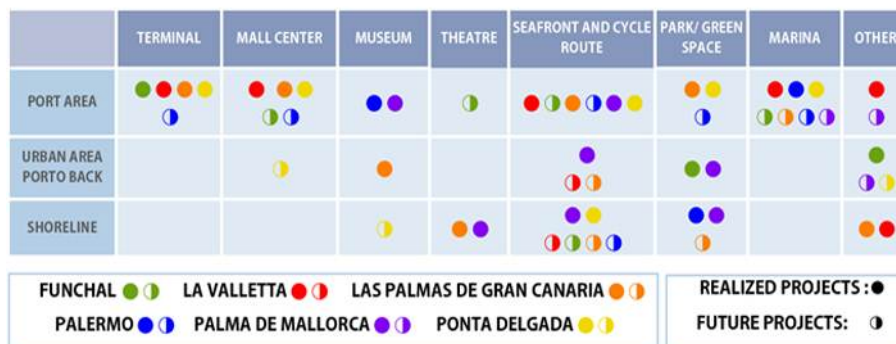 TERMINAL MALL CENTER MUSEUM THEATRE SEAFRONT AND CYCLE ROUTE PARK/ GREEN SPACE MARINA OTHER
PORT AREA
URBAN AREA
PORTO BACK
SHORELINE
FUNCHAL LA VALLETTA LAS PALMAS DE GRAN CANARIA
PALERMO PALMA DE MALLORCA PONTA DELGADA
REALIZED PROJECTS :
FUTURE PROJECTS: